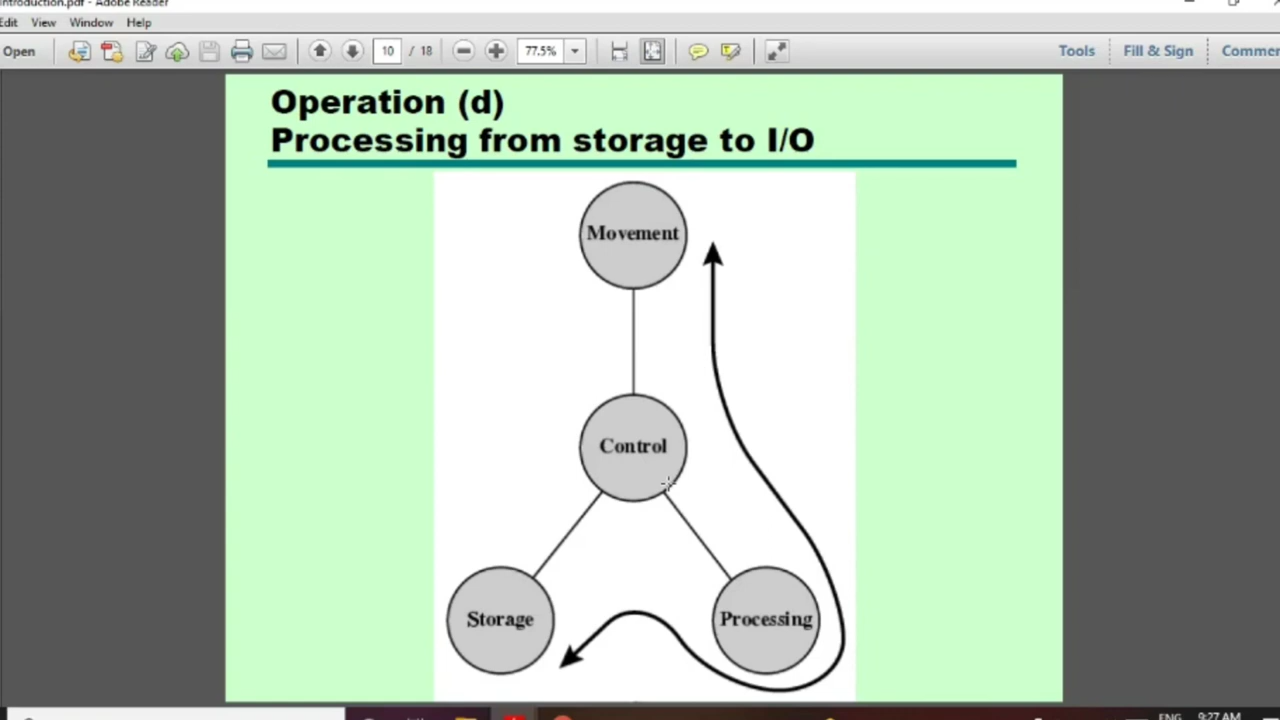 Introduction.pdf - Adobe Reader
Edit View Window Help
Open 10 / 18 77.5% Tools Fill & Sign
Operation (d)
Processing from storage to I/O
Movement
Control
Storage
Processing
ENG 9:27 AM